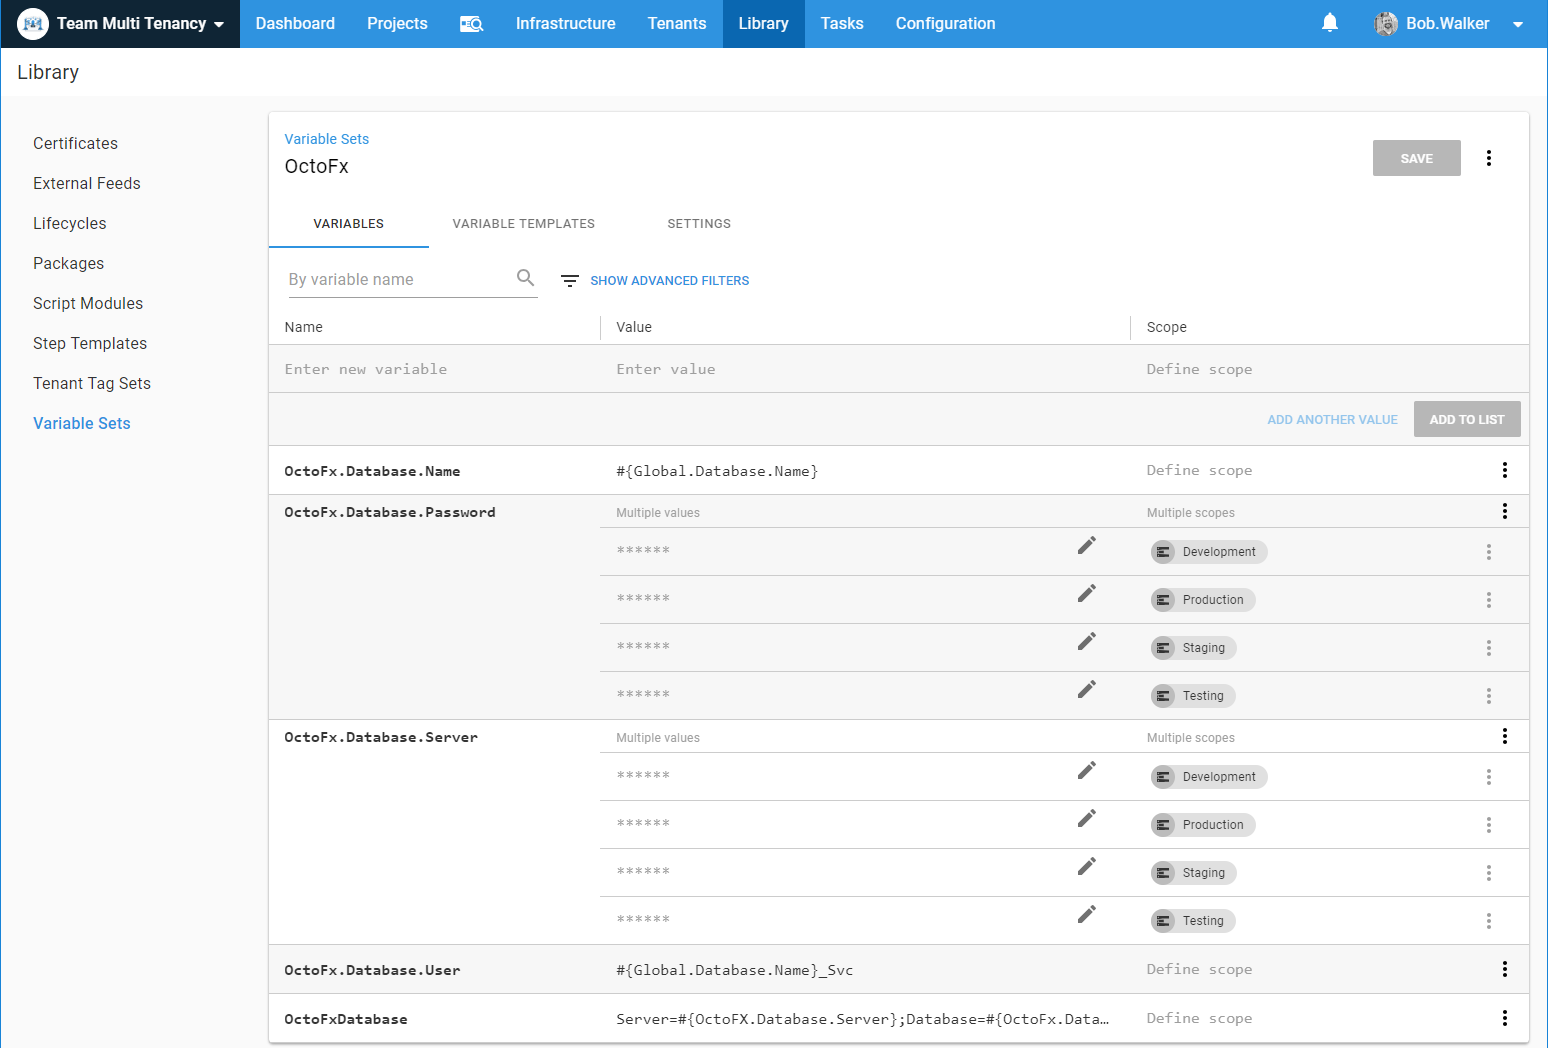 Team Multi Tenancy Dashboard Projects Infrastructure Tenants Library Tasks Configuration Bob.Walker
Library
Certificates
External Feeds
Lifecycles
Packages
Script Modules
Step Templates
Tenant Tag Sets
Variable Sets
Variable Sets
OctoFx
SAVE
VARIABLES VARIABLE TEMPLATES SETTINGS
By variable name SHOW ADVANCED FILTERS
Name Value Scope
Enter new variable Enter value Define scope
ADD ANOTHER VALUE ADD TO LIST
OctoFx.Database.Name #{Global.Database.Name} Define scope
OctoFx.Database.Password Multiple values Multiple scopes
****** Development
****** Production
****** Staging
****** Testing
OctoFx.Database.Server Multiple values Multiple scopes
****** Development
****** Production
****** Staging
****** Testing
OctoFx.Database.User #{Global.Database.Name}_Svc Define scope
OctoFxDatabase Server=#{OctoFX.Database.Server};Database=#{OctoFx.Data… Define scope